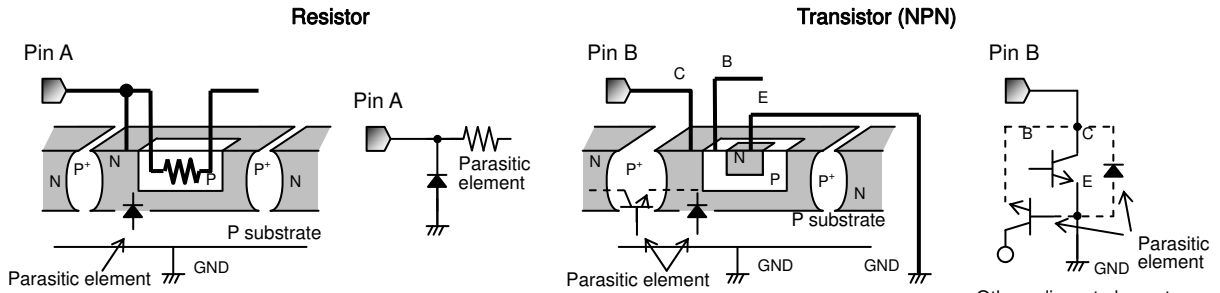 Resistor
Transistor (NPN)
Pin A
Pin B
C
B
E
Pin B
Pin A
N
P+
N
P
P+
N
Parasitic
element
N
P+
N
P
P+
N
B
C
E
P substrate
Parasitic element
GND
P substrate
Parasitic element
GND
GND
Parasitic
element
GND